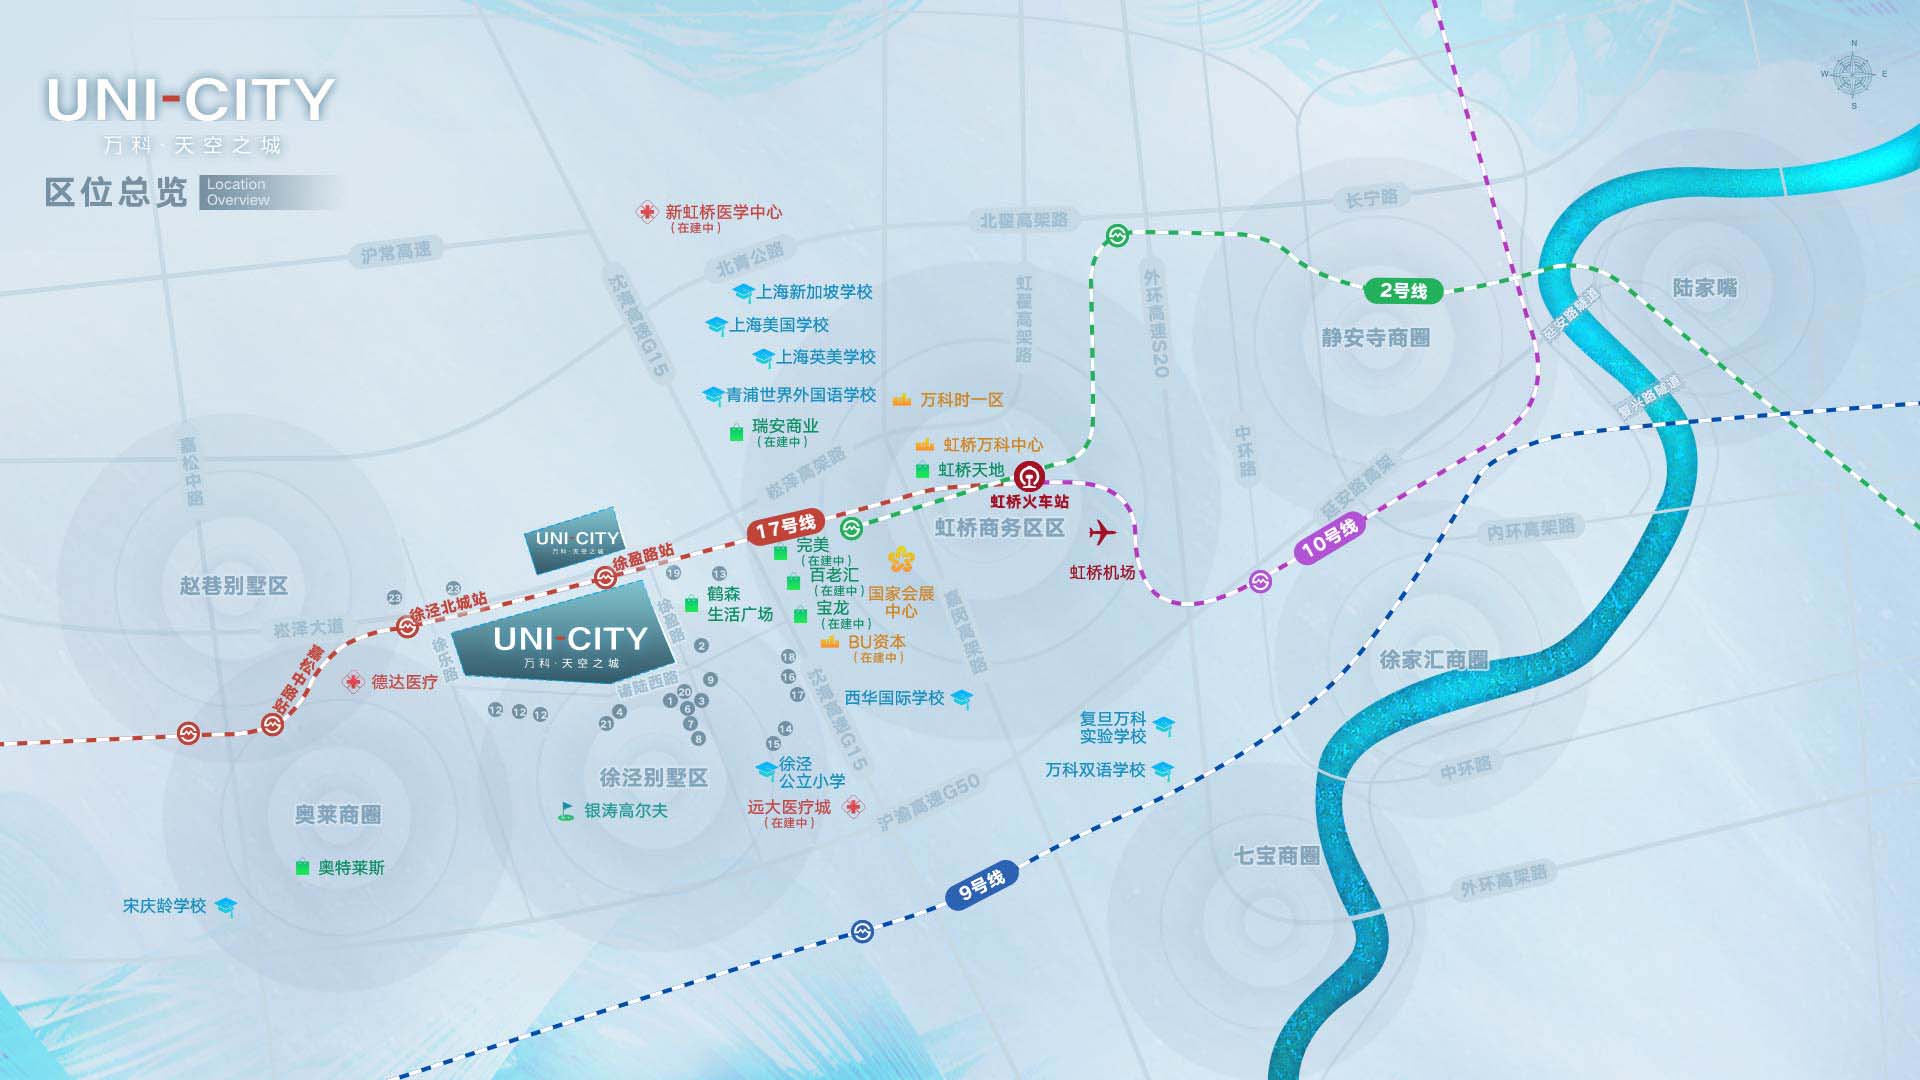 UNI-CITY
万科·天空之城
区位总览
Location
Overview
N
W
E
S
新虹桥医学中心
(在建中)
沪常高速
北青公路
北翟高架路
长宁路
沈海高速G15
虹翟高架路
外环高速S20
2号线
陆家嘴
静安寺商圈
延安路隧道
复兴路隧道
上海新加坡学校
上海美国学校
上海英美学校
青浦世界外国语学校
瑞安商业
(在建中)
万科时一区
虹桥万科中心
虹桥天地
虹桥火车站
虹桥商务区区
嘉松中路
崧泽高架路
中环路
延安路高架
内环高架路
10号线
17号线
UNI-CITY
万科·天空之城
徐盈路站
完美
(在建中)
百老汇
(在建中)
宝龙
(在建中)
国家会展
中心
虹桥机场
赵巷别墅区
23
23
19
13
徐泾北城站
鹤森
生活广场
徐盈路
嘉闵高架路
崧泽大道
徐乐路
UNI-CITY
万科·天空之城
BU资本
(在建中)
嘉松中路站
德达医疗
诸陆西路
2
9
20
1
3
6
7
8
4
21
12
12
12
18
16
17
14
15
沈海高速G15
西华国际学校
徐家汇商圈
复旦万科
实验学校
万科双语学校
徐泾别墅区
徐泾
公立小学
中环路
奥莱商圈
银涛高尔夫
远大医疗城
(在建中)
沪渝高速G50
七宝商圈
奥特莱斯
9号线
外环高架路
宋庆龄学校